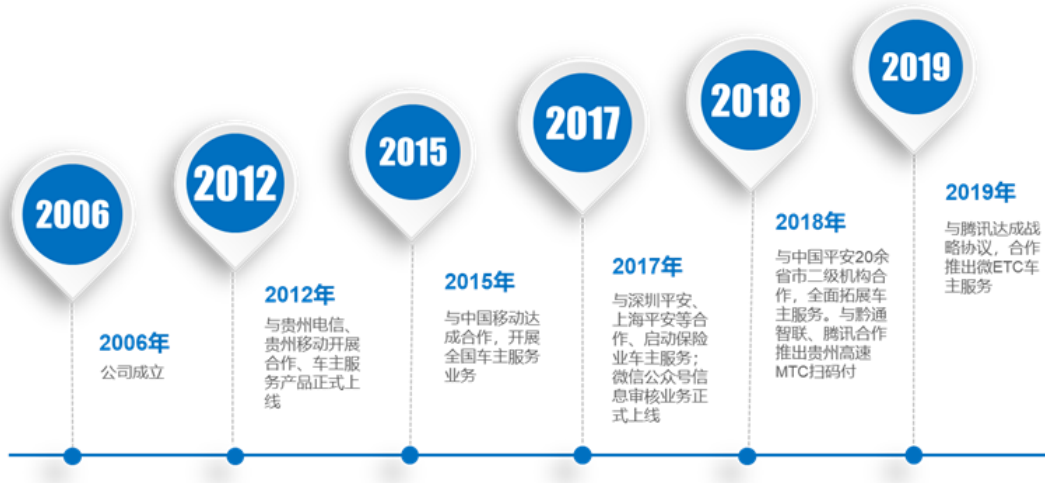 2006
2012
2015
2017
2018
2019
2006年
公司成立
2012年
与贵州电信、
贵州移动开展
合作、车主服
务产品正式上
线
2015年
与中国移动达
成合作，开展
全国车主服务
业务
2017年
与深圳平安、
上海平安等合
作、启动保险
业车主服务；
微信公众号信
息审核业务正
式上线
2018年
与中国平安20余
省市二级机构合
作，全面拓展车
主服务。与黔通
智联、腾讯合作
推出贵州高速
MTC扫码付
2019年
与腾讯达成战
略协议，合作
推出微ETC车
主服务